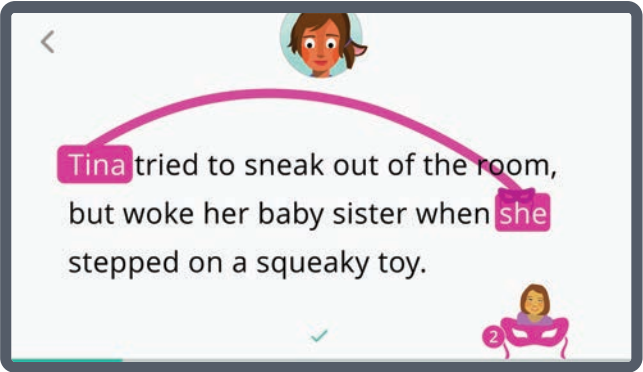 Tina tried to sneak out of the room,
but woke her baby sister when she
stepped on a squeaky toy.
2